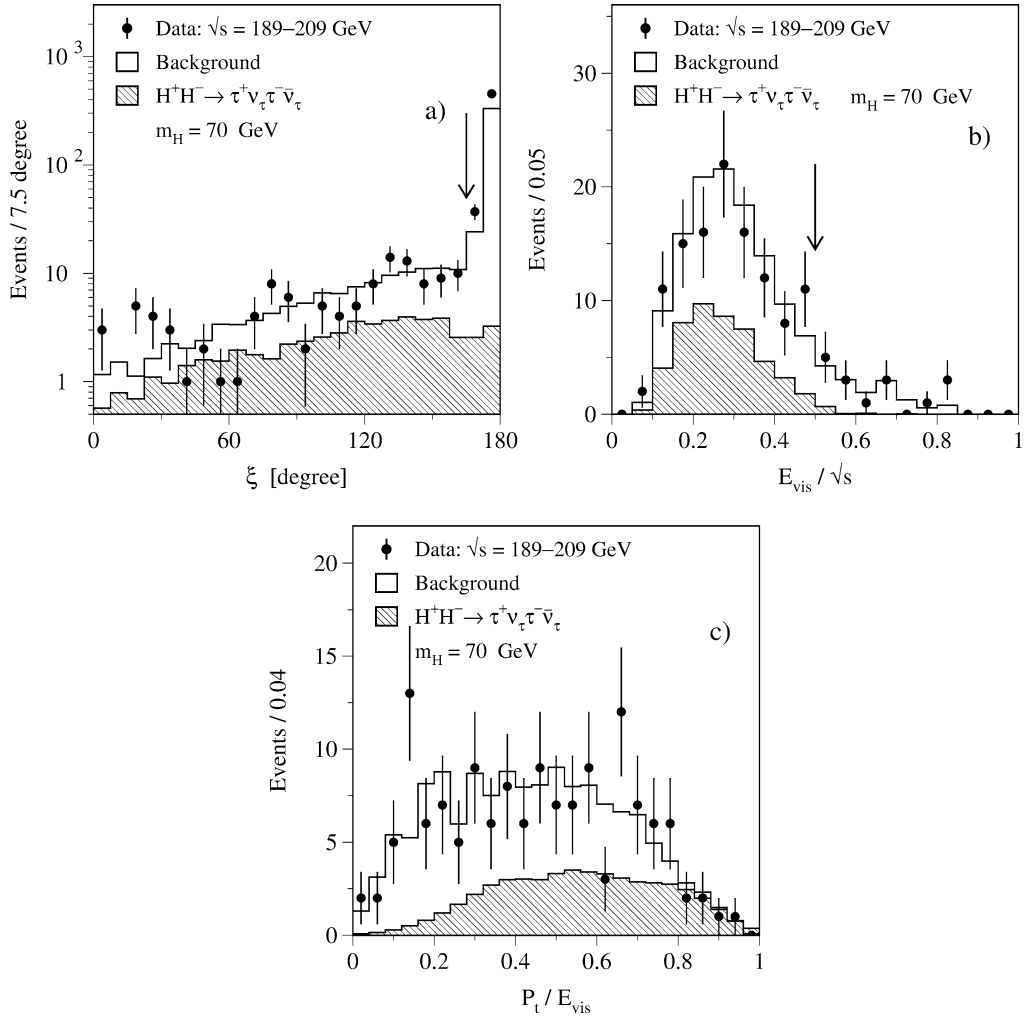 Data: √s = 189–209 GeV
Background
H⁺H⁻→ τ⁺ν_τ τ⁻ν̄_τ
m_H = 70 GeV
a)
10³
10²
10
1
Events / 7.5 degree
0 60 120 180
ξ [degree]
Data: √s = 189–209 GeV
Background
H⁺H⁻→ τ⁺ν_τ τ⁻ν̄_τ m_H = 70 GeV
b)
30
20
10
0
Events / 0.05
0 0.2 0.4 0.6 0.8 1
E_vis / √s
Data: √s = 189–209 GeV
Background
H⁺H⁻→ τ⁺ν_τ τ⁻ν̄_τ
m_H = 70 GeV
c)
20
15
10
5
0
Events / 0.04
0 0.2 0.4 0.6 0.8 1
P_t / E_vis